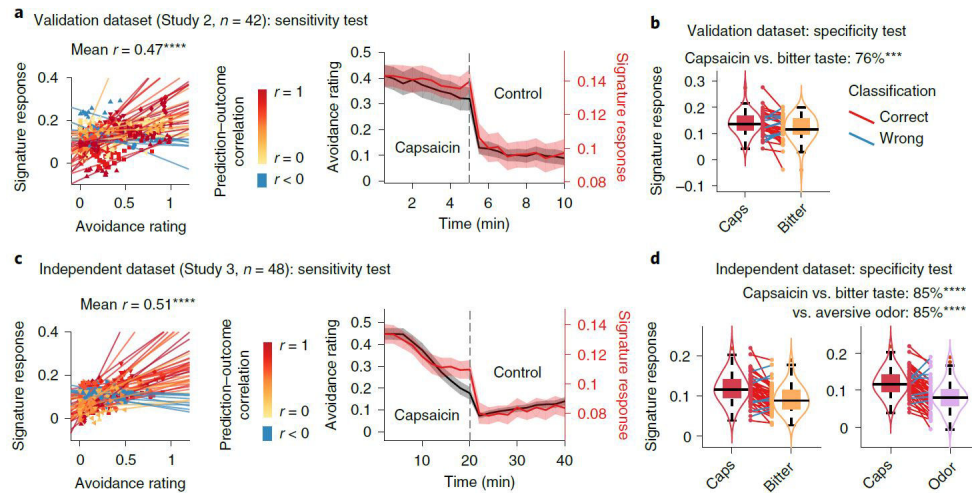 a
Validation dataset (Study 2, n = 42): sensitivity test
Mean r = 0.47****
Signature response
0.4
0.2
0
0
0.5
1.0
Avoidance rating
Prediction–outcome
correlation
r = 1
r = 0
r < 0
Avoidance rating
0.5
0.4
0.3
0.2
0.1
0
Capsaicin
Control
0.14
0.12
0.10
0.08
Signature response
2
4
6
8
10
Time (min)
b
Validation dataset: specificity test
Capsaicin vs. bitter taste: 76%***
Signature response
0.3
0.2
0.1
0
–0.1
Caps
Bitter
Classification
Correct
Wrong
c
Independent dataset (Study 3, n = 48): sensitivity test
Mean r = 0.51****
Signature response
0.4
0.2
0
0
0.5
1.0
Avoidance rating
Prediction–outcome
correlation
r = 1
r = 0
r < 0
Avoidance rating
0.5
0.4
0.3
0.2
0.1
0
Capsaicin
Control
0.14
0.12
0.10
0.08
Signature response
10
20
30
40
Time (min)
d
Independent dataset: specificity test
Capsaicin vs. bitter taste: 85%****
vs. aversive odor: 85%****
Signature response
0.2
0.1
0
Caps
Bitter
0.2
0.1
0
Caps
Odor